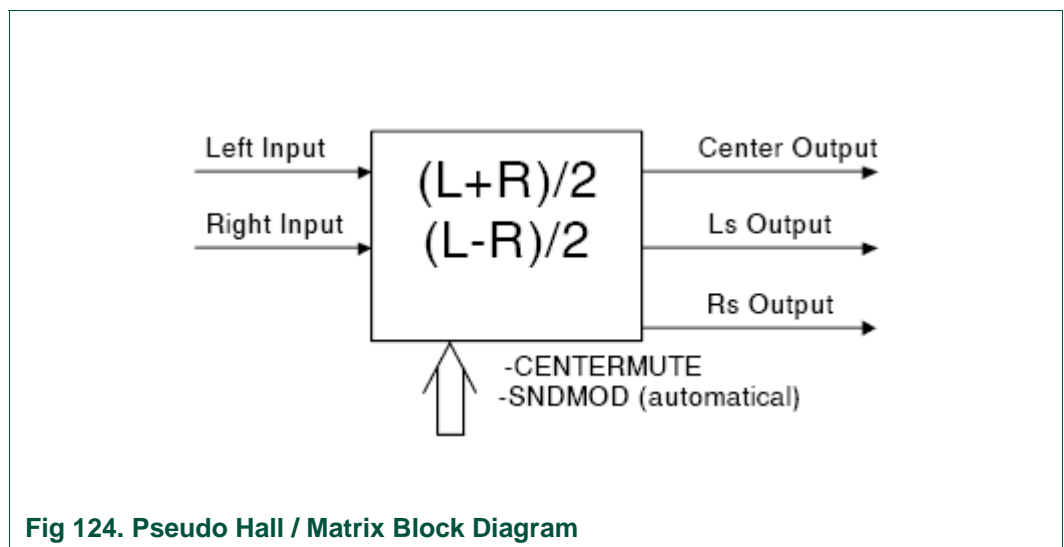 Left Input
Right Input
(L+R)/2
(L-R)/2
Center Output
Ls Output
Rs Output
-CENTERMUTE
-SNDMOD (automatical)
Fig 124. Pseudo Hall / Matrix Block Diagram